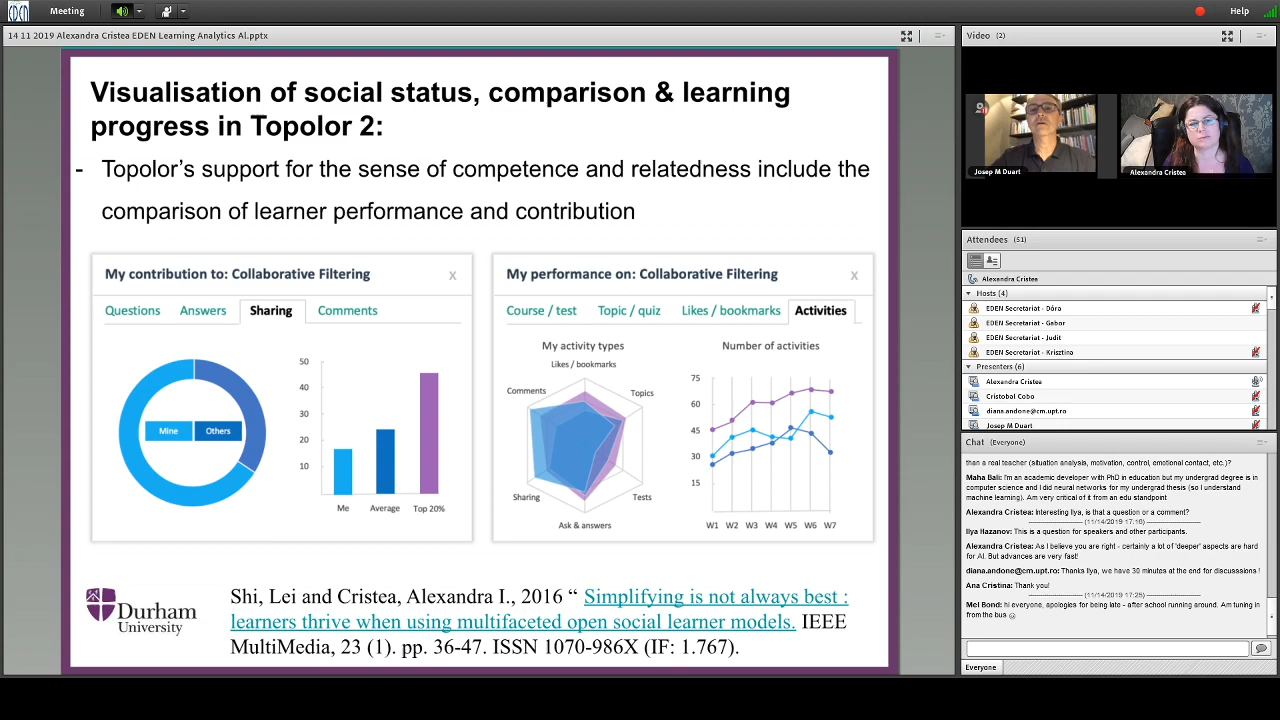 EDEN
Meeting
Help
14 11 2019 Alexandra Cristea EDEN Learning Analytics AI.pptx
Visualisation of social status, comparison & learning
progress in Topolor 2:
- Topolor’s support for the sense of competence and relatedness include the
comparison of learner performance and contribution
My contribution to: Collaborative Filtering x
Questions Answers Sharing Comments
Mine Others
50
40
30
20
10
Me Average Top 20%
My performance on: Collaborative Filtering x
Course / test Topic / quiz Likes / bookmarks Activities
My activity types
Likes / bookmarks
Comments Topics
Sharing Tests
Ask & answers
Number of activities
75
60
45
30
15
W1 W2 W3 W4 W5 W6 W7
Durham
University
Shi, Lei and Cristea, Alexandra I., 2016 “ Simplifying is not always best :
learners thrive when using multifaceted open social learner models. IEEE
MultiMedia, 23 (1). pp. 36-47. ISSN 1070-986X (IF: 1.767).
Video (2)
Josep M Duart
Alexandra Cristea
Attendees (51)
Alexandra Cristea
Hosts (4)
EDEN Secretariat - Dóra
EDEN Secretariat - Gabor
EDEN Secretariat - Judit
EDEN Secretariat - Krisztina
Presenters (6)
Alexandra Cristea
Cristobal Cobo
diana.andone@cm.upt.ro
Josep M Duart
Chat (Everyone)
than a real teacher (situation analysis, motivation, control, emotional contact, etc.)?
Maha Bali: I'm an academic developer with PhD in education but my undergrad degree is in
computer science and I did neural networks for my undergrad thesis (so I understand
machine learning). Am very critical of it from an edu standpoint
Alexandra Cristea: Interesting Ilya, is that a question or a comment?
(11/14/2019 17:19)
Ilya Hazanov: This is a question for speakers and other participants.
Alexandra Cristea: As I believe you are right - certainly a lot of 'deeper' aspects are hard
for AI. But advances are very fast!
diana.andone@cm.upt.ro: Thanks Ilya, we have 30 minutes at the end for discusssions !
Ana Cristina: Thank you!
(11/14/2019 17:25)
Mel Bond: hi everyone, apologies for being late - after school running around. Am tuning in
from the bus ☺
Everyone